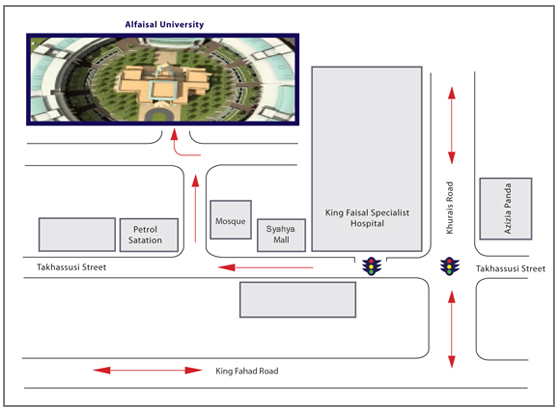 Alfaisal University
King Faisal Specialist
Hospital
Khurais Road
Azizia Panda
Mosque
Petrol
Satation
Syahya
Mall
Takhassusi Street
Takhassusi Street
King Fahad Road